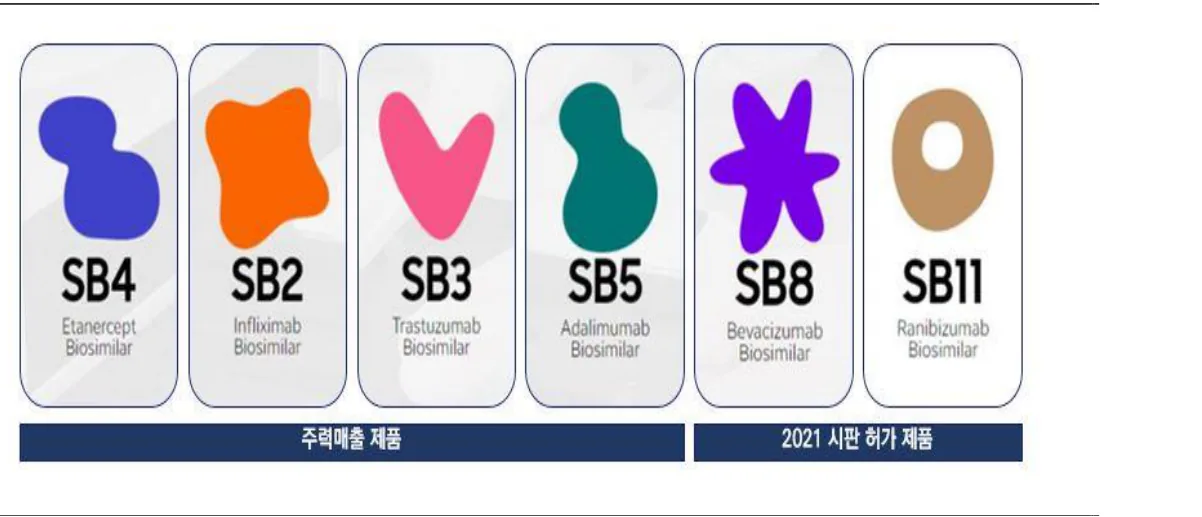 SB4
Etanercept
Biosimilar
SB2
Infliximab
Biosimilar
SB3
Trastuzumab
Biosimilar
SB5
Adalimumab
Biosimilar
SB8
Bevacizumab
Biosimilar
SB11
Ranibizumab
Biosimilar
주력매출 제품
2021 시판 허가 제품